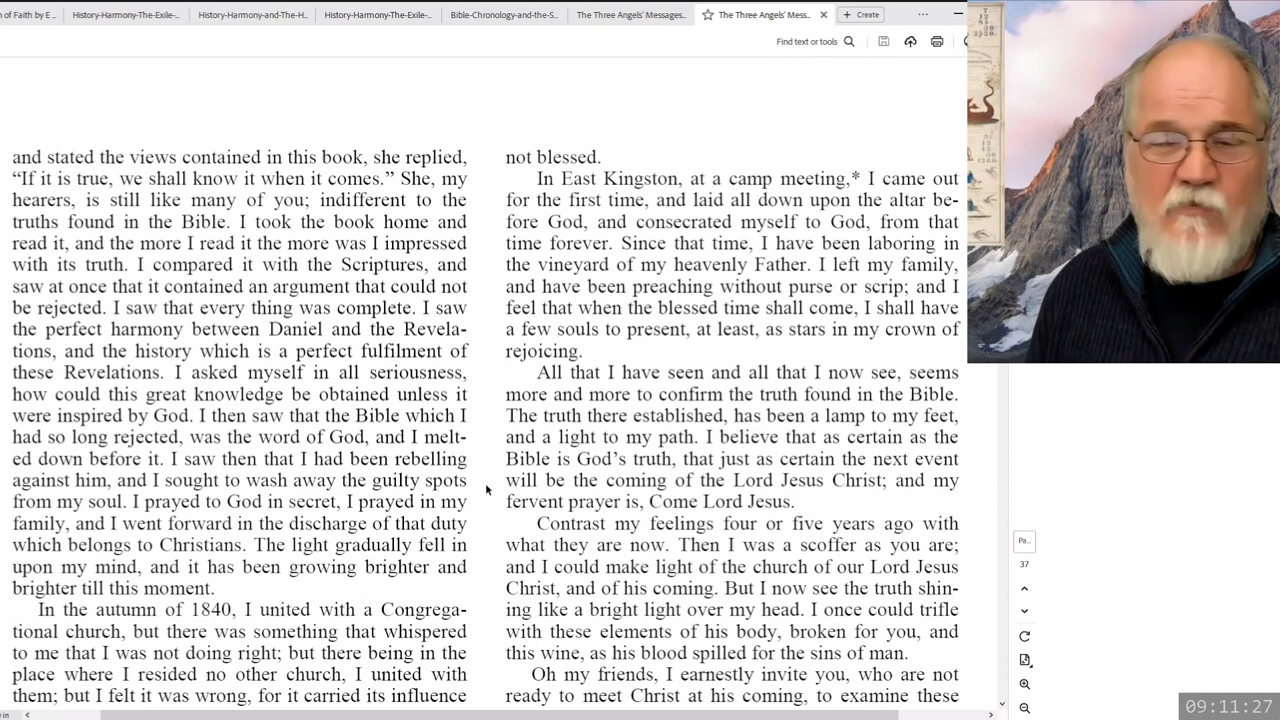 n of Faith by E...
History-Harmony-The-Exile-...
History-Harmony-and-The-H...
History-Harmony-The-Exile-...
Bible-Chronology-and-the-S...
The Three Angels' Messages...
The Three Angels' Mess...
+ Create
Find text or tools
and stated the views contained in this book, she replied,
“If it is true, we shall know it when it comes.” She, my
hearers, is still like many of you; indifferent to the
truths found in the Bible. I took the book home and
read it, and the more I read it the more was I impressed
with its truth. I compared it with the Scriptures, and
saw at once that it contained an argument that could not
be rejected. I saw that every thing was complete. I saw
the perfect harmony between Daniel and the Revela-
tions, and the history which is a perfect fulfilment of
these Revelations. I asked myself in all seriousness,
how could this great knowledge be obtained unless it
were inspired by God. I then saw that the Bible which I
had so long rejected, was the word of God, and I melt-
ed down before it. I saw then that I had been rebelling
against him, and I sought to wash away the guilty spots
from my soul. I prayed to God in secret, I prayed in my
family, and I went forward in the discharge of that duty
which belongs to Christians. The light gradually fell in
upon my mind, and it has been growing brighter and
brighter till this moment.
In the autumn of 1840, I united with a Congrega-
tional church, but there was something that whispered
to me that I was not doing right; but there being in the
place where I resided no other church, I united with
them; but I felt it was wrong, for it carried its influence
not blessed.
In East Kingston, at a camp meeting,* I came out
for the first time, and laid all down upon the altar be-
fore God, and consecrated myself to God, from that
time forever. Since that time, I have been laboring in
the vineyard of my heavenly Father. I left my family,
and have been preaching without purse or scrip; and I
feel that when the blessed time shall come, I shall have
a few souls to present, at least, as stars in my crown of
rejoicing.
All that I have seen and all that I now see, seems
more and more to confirm the truth found in the Bible.
The truth there established, has been a lamp to my feet,
and a light to my path. I believe that as certain as the
Bible is God’s truth, that just as certain the next event
will be the coming of the Lord Jesus Christ; and my
fervent prayer is, Come Lord Jesus.
Contrast my feelings four or five years ago with
what they are now. Then I was a scoffer as you are;
and I could make light of the church of our Lord Jesus
Christ, and of his coming. But I now see the truth shin-
ing like a bright light over my head. I once could trifle
with these elements of his body, broken for you, and
this wine, as his blood spilled for the sins of man.
Oh my friends, I earnestly invite you, who are not
ready to meet Christ at his coming, to examine these
Pa...
37
09:11:27